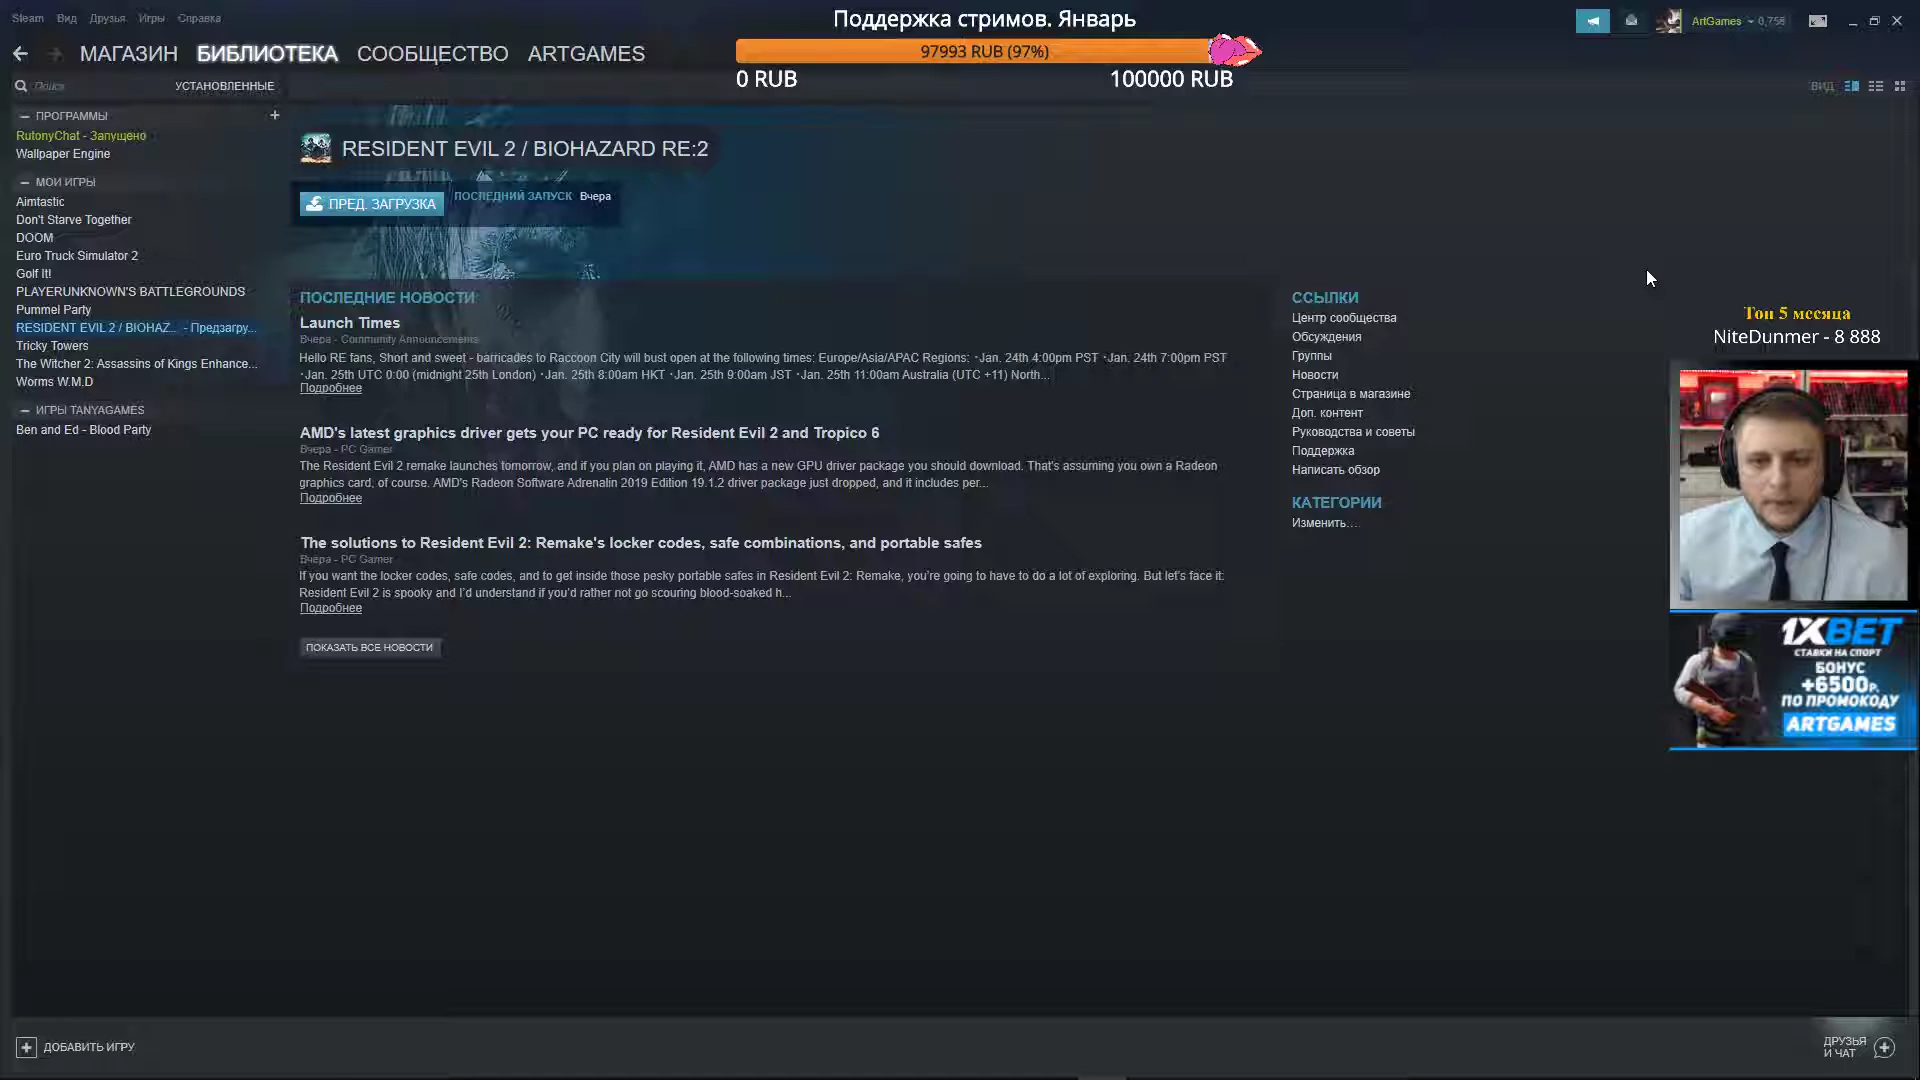 Steam Вид Друзья Игры Справка
Поддержка стримов. Январь
ArtGames
МАГАЗИН БИБЛИОТЕКА СООБЩЕСТВО ARTGAMES
97993 RUB (97%)
0 RUB 100000 RUB
Поиск УСТАНОВЛЕННЫЕ
ВИД
— ПРОГРАММЫ +
RutonyChat - Запущено
Wallpaper Engine
— МОИ ИГРЫ
Aimtastic
Don't Starve Together
DOOM
Euro Truck Simulator 2
Golf It!
PLAYERUNKNOWN'S BATTLEGROUNDS
Pummel Party
RESIDENT EVIL 2 / BIOHAZ... - Предзагру...
Tricky Towers
The Witcher 2: Assassins of Kings Enhance...
Worms W.M.D
— ИГРЫ TANYAGAMES
Ben and Ed - Blood Party
RESIDENT EVIL 2 / BIOHAZARD RE:2
ПРЕД. ЗАГРУЗКА ПОСЛЕДНИЙ ЗАПУСК Вчера
ПОСЛЕДНИЕ НОВОСТИ
Launch Times
Вчера - Community Announcements
Hello RE fans, Short and sweet - barricades to Raccoon City will bust open at the following times: Europe/Asia/APAC Regions: ·Jan. 24th 4:00pm PST ·Jan. 24th 7:00pm PST
·Jan. 25th UTC 0:00 (midnight 25th London) ·Jan. 25th 8:00am HKT ·Jan. 25th 9:00am JST ·Jan. 25th 11:00am Australia (UTC +11) North...
Подробнее
AMD's latest graphics driver gets your PC ready for Resident Evil 2 and Tropico 6
Вчера - PC Gamer
The Resident Evil 2 remake launches tomorrow, and if you plan on playing it, AMD has a new GPU driver package you should download. That's assuming you own a Radeon
graphics card, of course. AMD's Radeon Software Adrenalin 2019 Edition 19.1.2 driver package just dropped, and it includes per...
Подробнее
The solutions to Resident Evil 2: Remake's locker codes, safe combinations, and portable safes
Вчера - PC Gamer
If you want the locker codes, safe codes, and to get inside those pesky portable safes in Resident Evil 2: Remake, you're going to have to do a lot of exploring. But let's face it:
Resident Evil 2 is spooky and I'd understand if you'd rather not go scouring blood-soaked h...
Подробнее
ПОКАЗАТЬ ВСЕ НОВОСТИ
ССЫЛКИ
Центр сообщества
Обсуждения
Группы
Новости
Страница в магазине
Доп. контент
Руководства и советы
Поддержка
Написать обзор
КАТЕГОРИИ
Изменить...
Топ 5 месяца
NiteDunmer - 8 888
1XBET
СТАВКИ НА СПОРТ
БОНУС
+6500Р.
ПО ПРОМОКОДУ
ARTGAMES
+ ДОБАВИТЬ ИГРУ
ДРУЗЬЯ
И ЧАТ